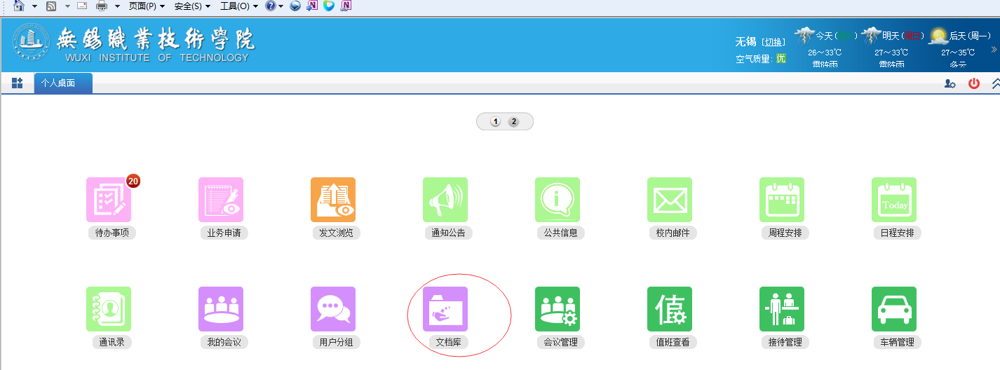 页面(P) 安全(S) 工具(O)
無錫職業技術學院
WUXI INSTITUTE OF TECHNOLOGY
无锡 [切换]
空气质量: 优
今天(周六)
26～33℃
雷阵雨
明天(周日)
27～33℃
雷阵雨
后天(周一)
27～35℃
多云
个人桌面
1 2
20
Today
待办事项 业务申请 发文浏览 通知公告 公共信息 校内邮件 周程安排 日程安排
值
通讯录 我的会议 用户分组 文档库 会议管理 值班查看 接待管理 车辆管理